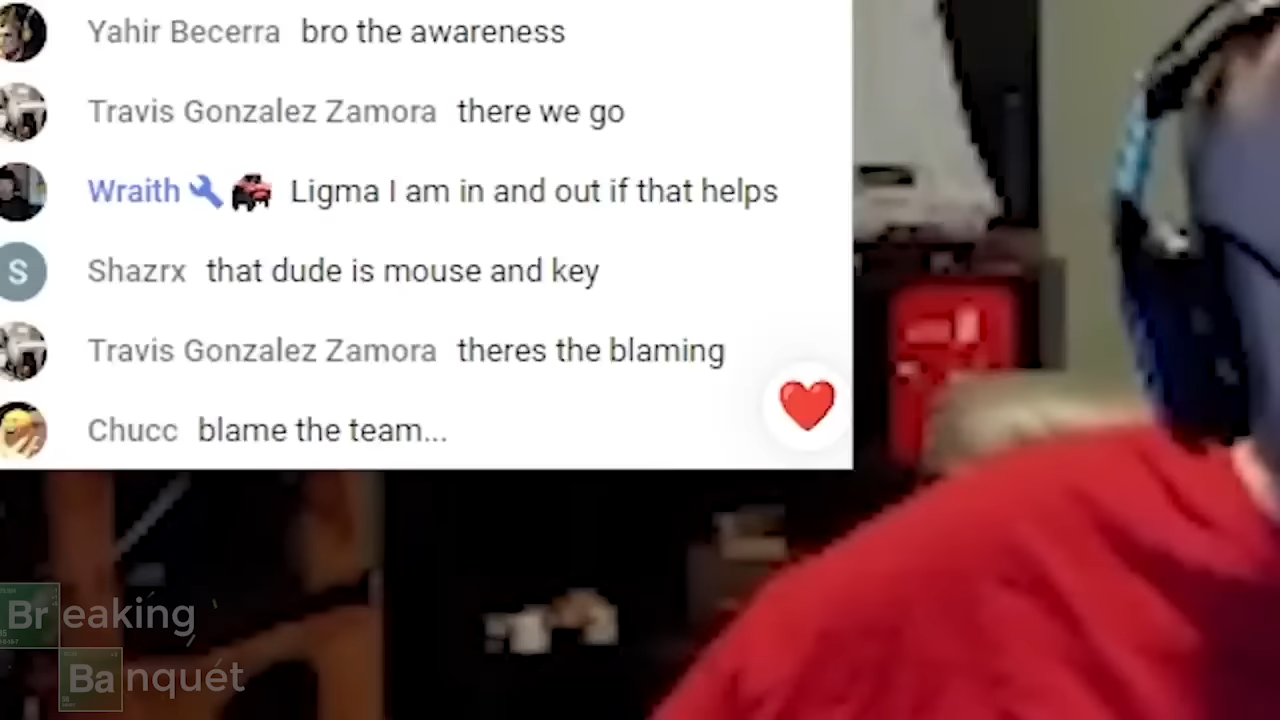 Yahir Becerra bro the awareness
Travis Gonzalez Zamora there we go
Wraith Ligma I am in and out if that helps
S Shazrx that dude is mouse and key
Travis Gonzalez Zamora theres the blaming
Chucc blame the team...
Breaking
Banquet